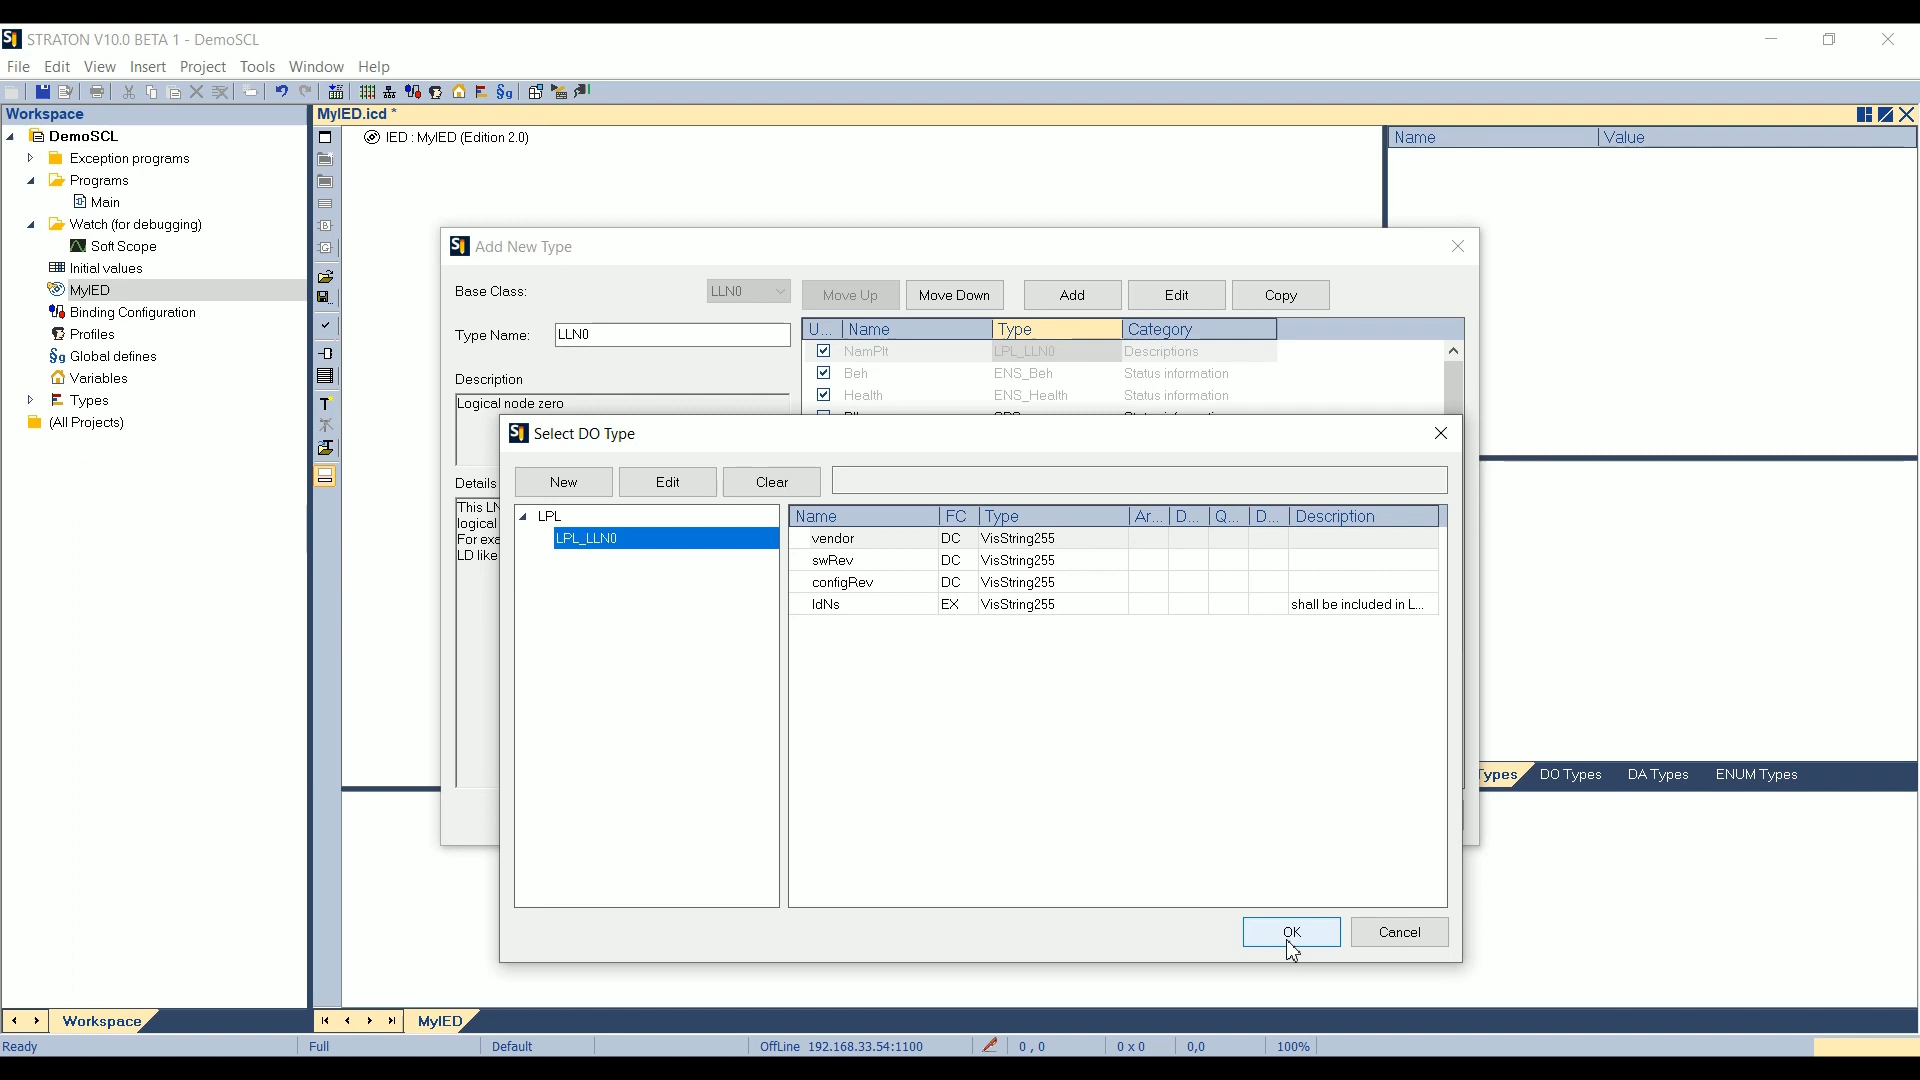 STRATON V10.0 BETA 1 - DemoSCL
File Edit View Insert Project Tools Window Help
Workspace
MyIED.icd *
DemoSCL
Exception programs
Programs
Main
Watch (for debugging)
Soft Scope
Initial values
MyIED
Binding Configuration
Profiles
Global defines
Variables
Types
(All Projects)
IED : MyIED (Edition 2.0)
Name Value
Add New Type
Base Class: LLN0
Move Up Move Down Add Edit Copy
Type Name: LLN0
U... Name Type Category
NamPlt LPL_LLN0 Descriptions
Beh ENS_Beh Status information
Health ENS_Health Status information
Description
Logical node zero
Details
This LN
logical
For exa
LD like
Select DO Type
New Edit Clear
LPL
LPL_LLN0
Name FC Type Ar... D... Q... D... Description
vendor DC VisString255
swRev DC VisString255
configRev DC VisString255
ldNs EX VisString255 shall be included in L...
OK Cancel
Types DO Types DA Types ENUM Types
Workspace
MyIED
Ready Full Default OffLine 192.168.33.54:1100 0 , 0 0 x 0 0,0 100%